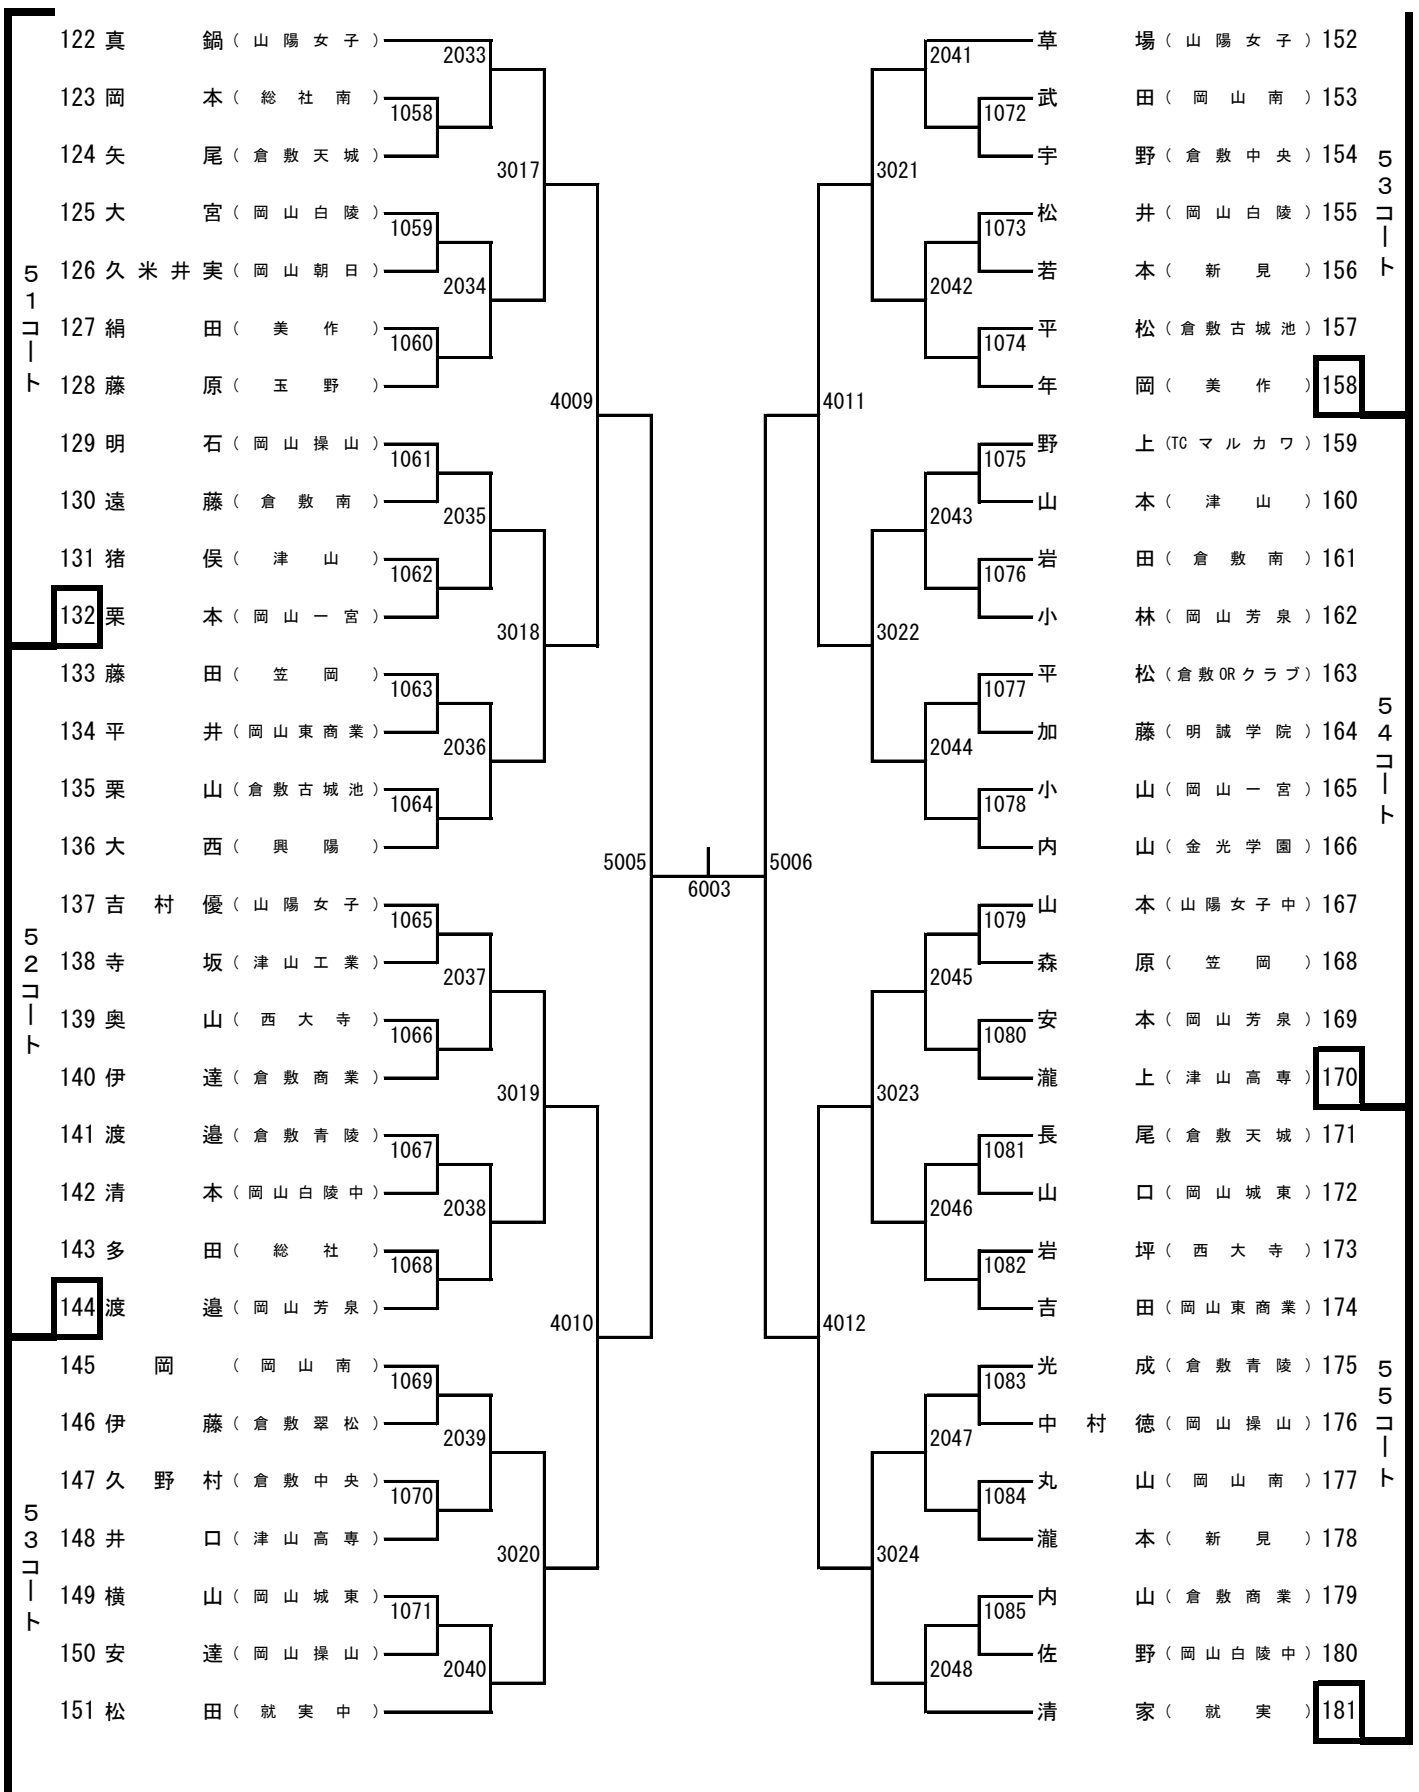 122 真鍋 (山陽女子)
123 岡本 (総社南)
124 矢尾 (倉敷天城)
125 大宮 (岡山白陵)
126 久米井実 (岡山朝日)
127 絹田 (美作)
128 藤原 (玉野)
129 明石 (岡山操山)
130 遠藤 (倉敷南)
131 猪俣 (津山)
132 栗本 (岡山一宮)
133 藤田 (笠岡)
134 平井 (岡山東商業)
135 栗山 (倉敷古城池)
136 大西 (興陽)
137 吉村優 (山陽女子)
138 寺坂 (津山工業)
139 奥山 (西大寺)
140 伊達 (倉敷商業)
141 渡邉 (倉敷青陵)
142 清本 (岡山白陵中)
143 多田 (総社)
144 渡邉 (岡山芳泉)
145 岡 (岡山南)
146 伊藤 (倉敷翠松)
147 久野村 (倉敷中央)
148 井口 (津山高専)
149 横山 (岡山城東)
150 安達 (岡山操山)
151 松田 (就実中)
51コート
52コート
53コート
1058
1059
1060
1061
1062
1063
1064
1065
1066
1067
1068
1069
1070
1071
2033
2034
2035
2036
2037
2038
2039
2040
3017
3018
3019
3020
4009
4010
5005
6003
5006
4011
4012
3021
3022
3023
3024
2041
2042
2043
2044
2045
2046
2047
2048
1072
1073
1074
1075
1076
1077
1078
1079
1080
1081
1082
1083
1084
1085
草場 (山陽女子) 152
武田 (岡山南) 153
宇野 (倉敷中央) 154
松井 (岡山白陵) 155
若本 (新見) 156
平松 (倉敷古城池) 157
年岡 (美作) 158
野上 (TCマルカワ) 159
山本 (津山) 160
岩田 (倉敷南) 161
小林 (岡山芳泉) 162
平松 (倉敷ORクラブ) 163
加藤 (明誠学院) 164
小山 (岡山一宮) 165
内山 (金光学園) 166
山本 (山陽女子中) 167
森原 (笠岡) 168
安本 (岡山芳泉) 169
瀧上 (津山高専) 170
長尾 (倉敷天城) 171
山口 (岡山城東) 172
岩坪 (西大寺) 173
吉田 (岡山東商業) 174
光成 (倉敷青陵) 175
中村徳 (岡山操山) 176
丸山 (岡山南) 177
瀧本 (新見) 178
内山 (倉敷商業) 179
佐野 (岡山白陵中) 180
清家 (就実) 181
53コート
54コート
55コート